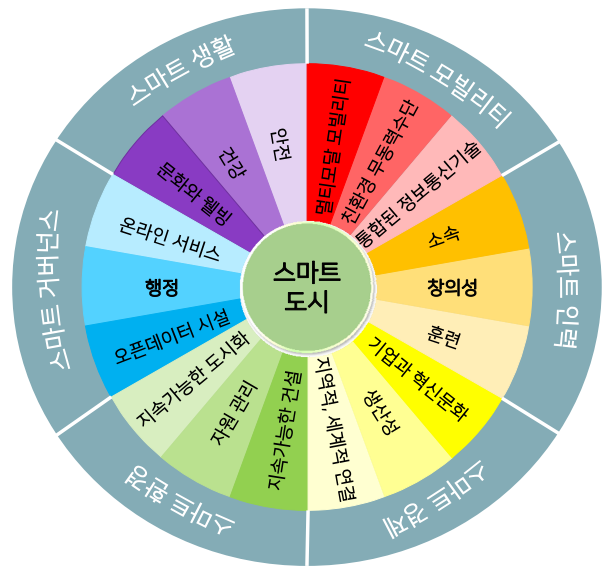 스마트
도시
스마트 모빌리티
멀티모달 모빌리티
친환경 무동력수단
통합된 정보통신기술
스마트 인력
소속
창의성
훈련
스마트 경제
기업과 혁신문화
생산성
지역적, 세계적 연결
스마트 환경
지속가능한 건설
자원 관리
지속가능한 도시화
스마트 거버넌스
오픈데이터 시설
행정
온라인 서비스
스마트 생활
문화와 웰빙
건강
안전